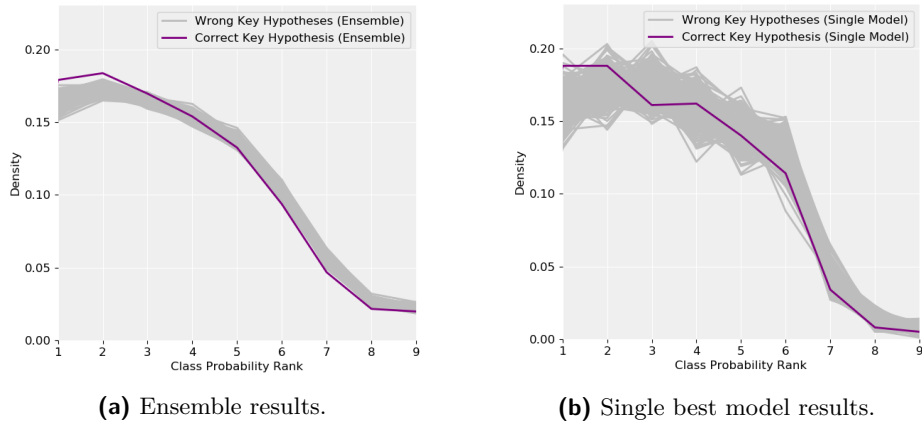 Wrong Key Hypotheses (Ensemble)
Correct Key Hypothesis (Ensemble)
0.20
0.15
0.10
0.05
0.00
Density
1 2 3 4 5 6 7 8 9
Class Probability Rank
(a) Ensemble results.
Wrong Key Hypotheses (Single Model)
Correct Key Hypothesis (Single Model)
0.20
0.15
0.10
0.05
0.00
Density
1 2 3 4 5 6 7 8 9
Class Probability Rank
(b) Single best model results.